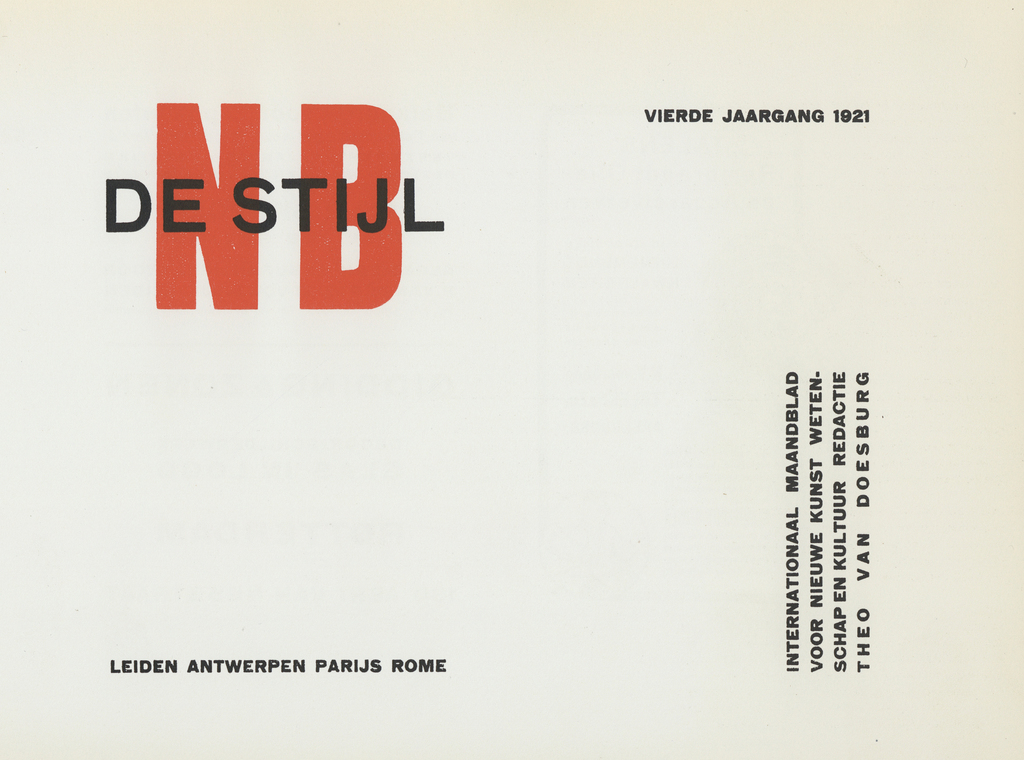 NB
DE STIJL
VIERDE JAARGANG 1921
INTERNATIONAAL MAANDBLAD
VOOR NIEUWE KUNST WETEN-
SCHAP EN KULTUUR REDACTIE
THEO VAN DOESBURG
LEIDEN ANTWERPEN PARIJS ROME